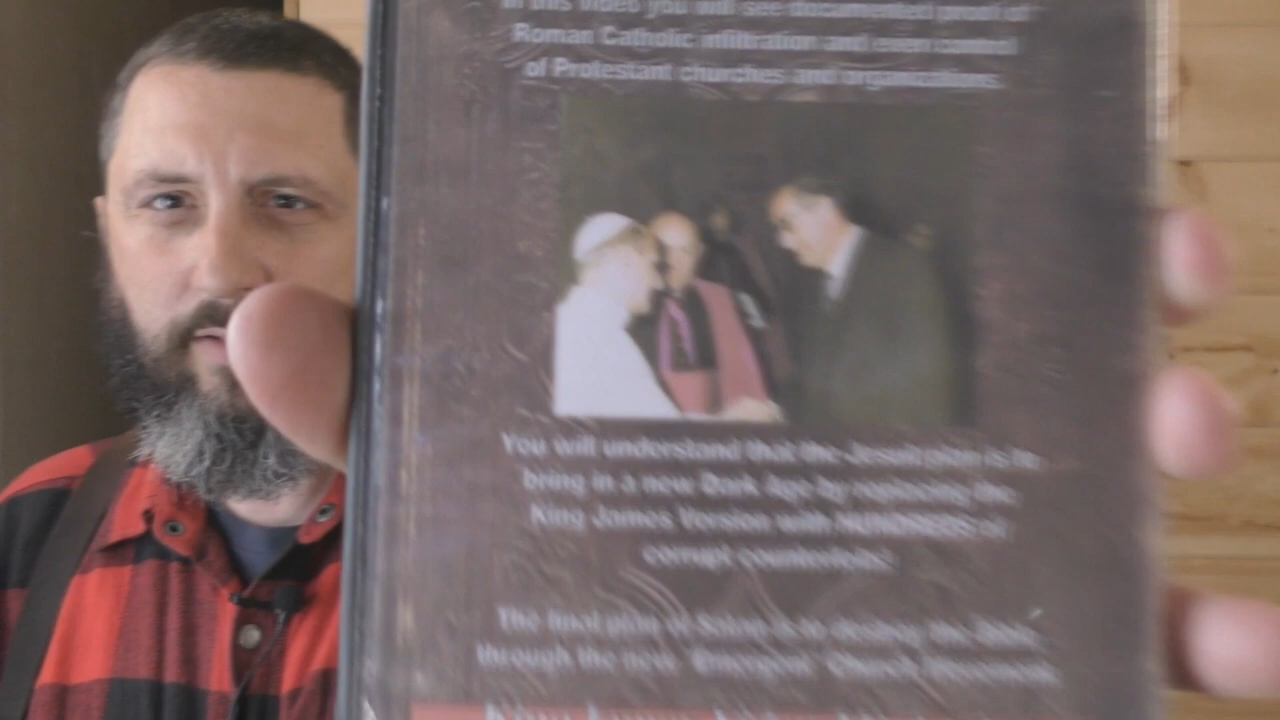 In this video you will see documented proof of
Roman Catholic infiltration and even control
of Protestant churches and organizations.
You will understand that the Jesuit plan is to
bring in a new Dark Age by replacing the
King James Version with HUNDREDS of
corrupt counterfeits!
The final plan of Satan is to destroy the Bible
through the new 'Emergent' Church Movement.